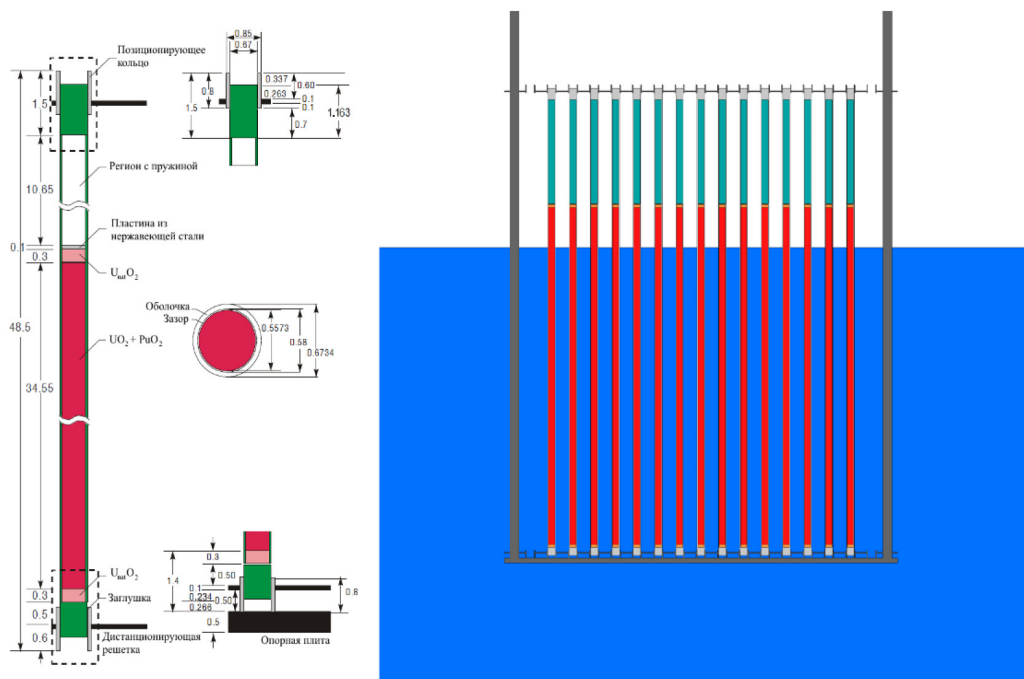 0.85
0.67
Позиционирующее
кольцо
1.5
0.8
1.5
0.337
0.60
0.263
0.1
0.1
1.163
0.7
Регион с пружиной
10.65
Пластина из
нержавеющей стали
0.1
0.3
UnatO2
Оболочка
Зазор
0.5573
0.58
0.6734
48.5
UO2 + PuO2
34.55
0.3
1.4
0.50
0.1
0.234
0.50
0.266
0.8
0.5
UnatO2
0.3
Заглушка
0.5
0.6
Дистанционирующая
решетка
Опорная плита